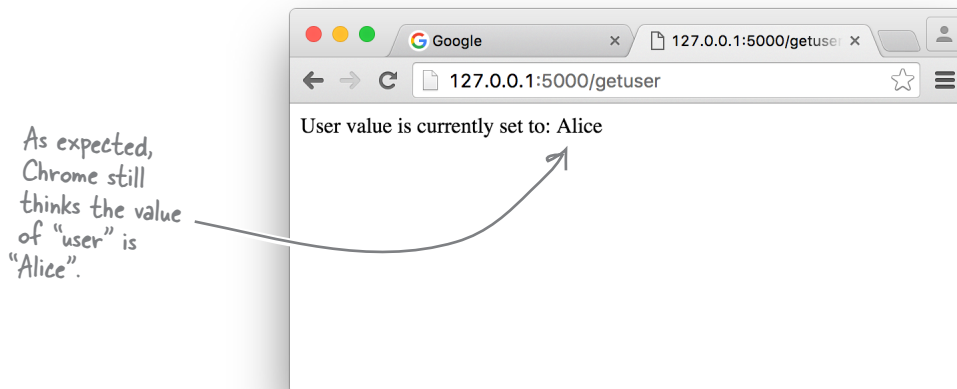 Google
127.0.0.1:5000/getuser
127.0.0.1:5000/getuser
User value is currently set to: Alice
As expected,
Chrome still
thinks the value
of “user” is
“Alice”.